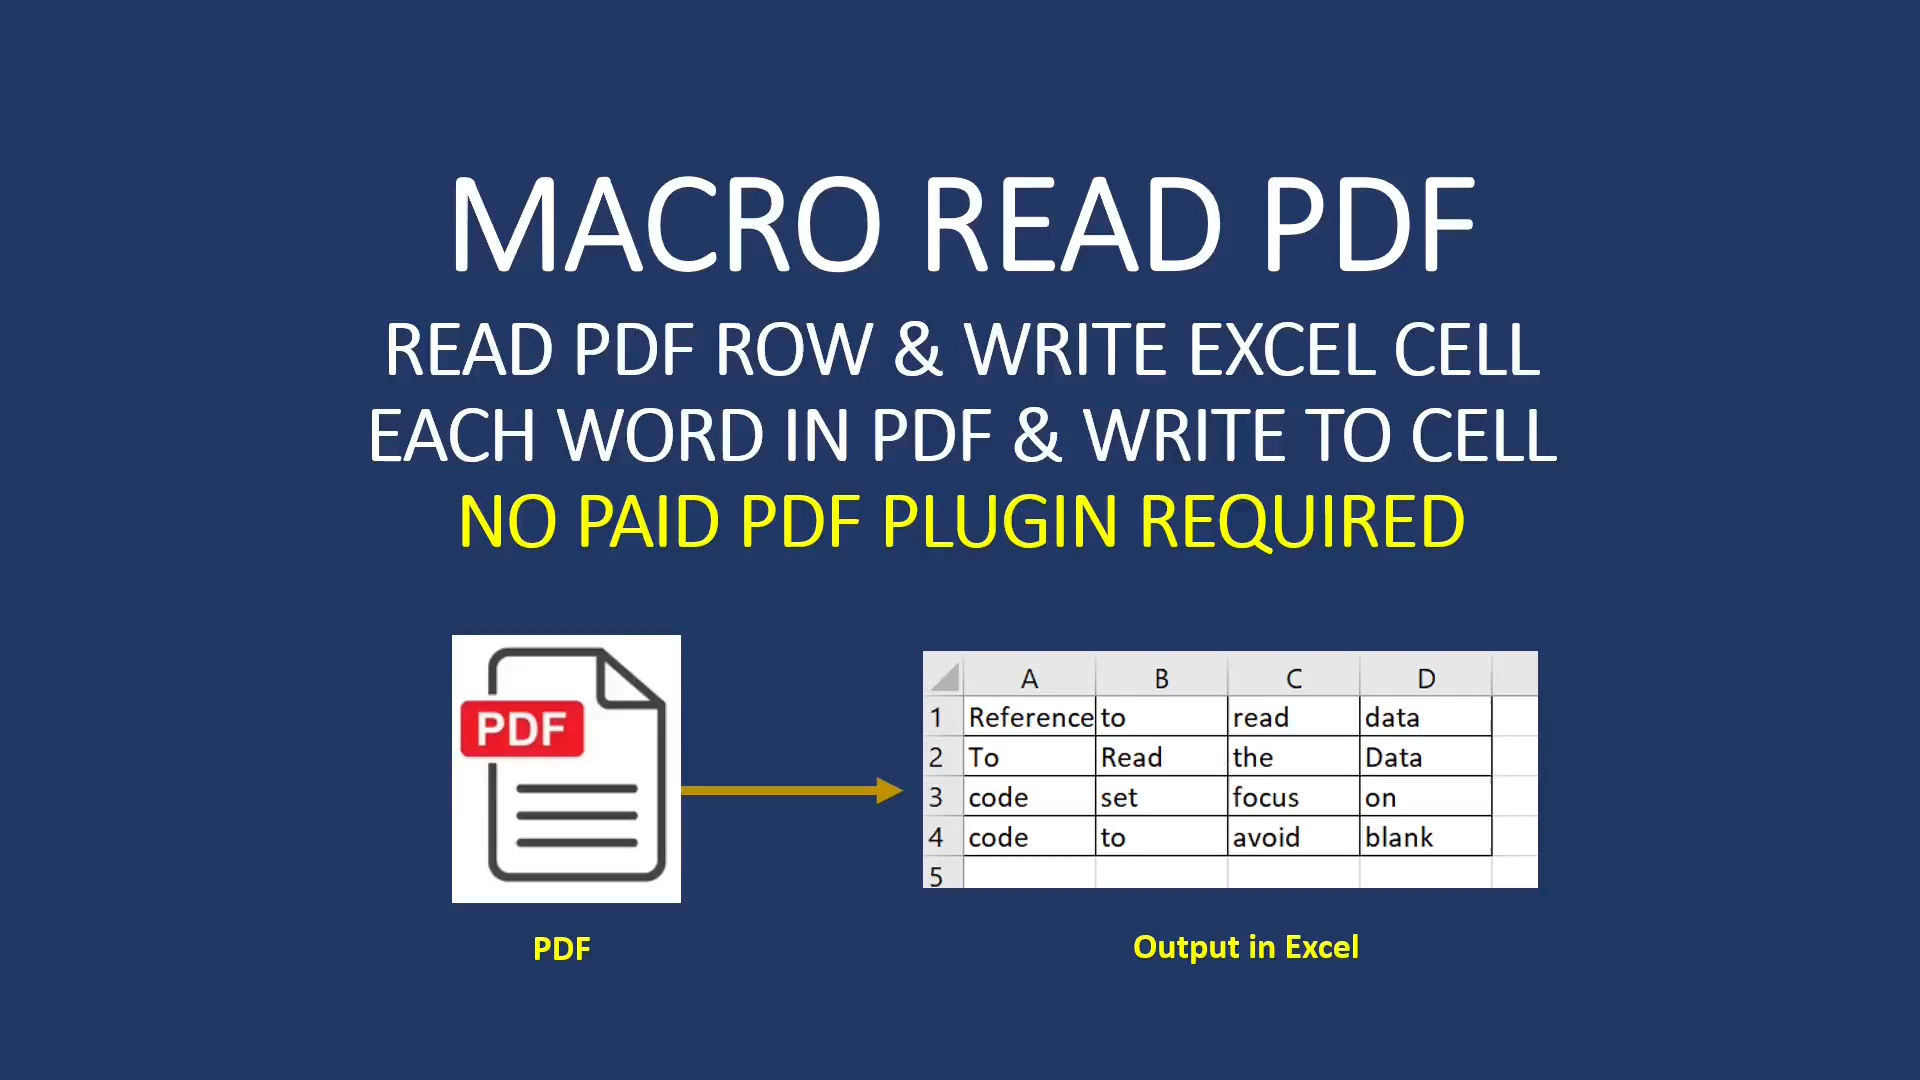 MACRO READ PDF
READ PDF ROW & WRITE EXCEL CELL
EACH WORD IN PDF & WRITE TO CELL
NO PAID PDF PLUGIN REQUIRED
PDF
A B C D
1 Reference to read data
2 To Read the Data
3 code set focus on
4 code to avoid blank
5
PDF
Output in Excel